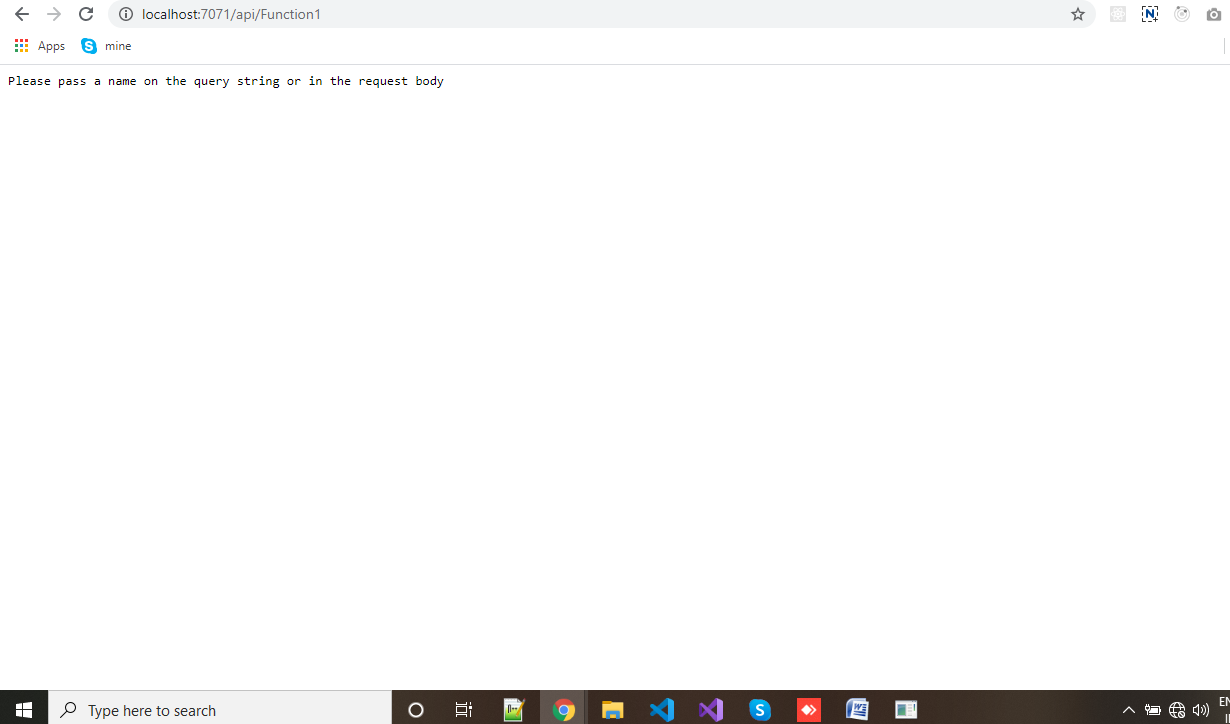 localhost:7071/api/Function1
Apps
mine
Please pass a name on the query string or in the request body
Type here to search